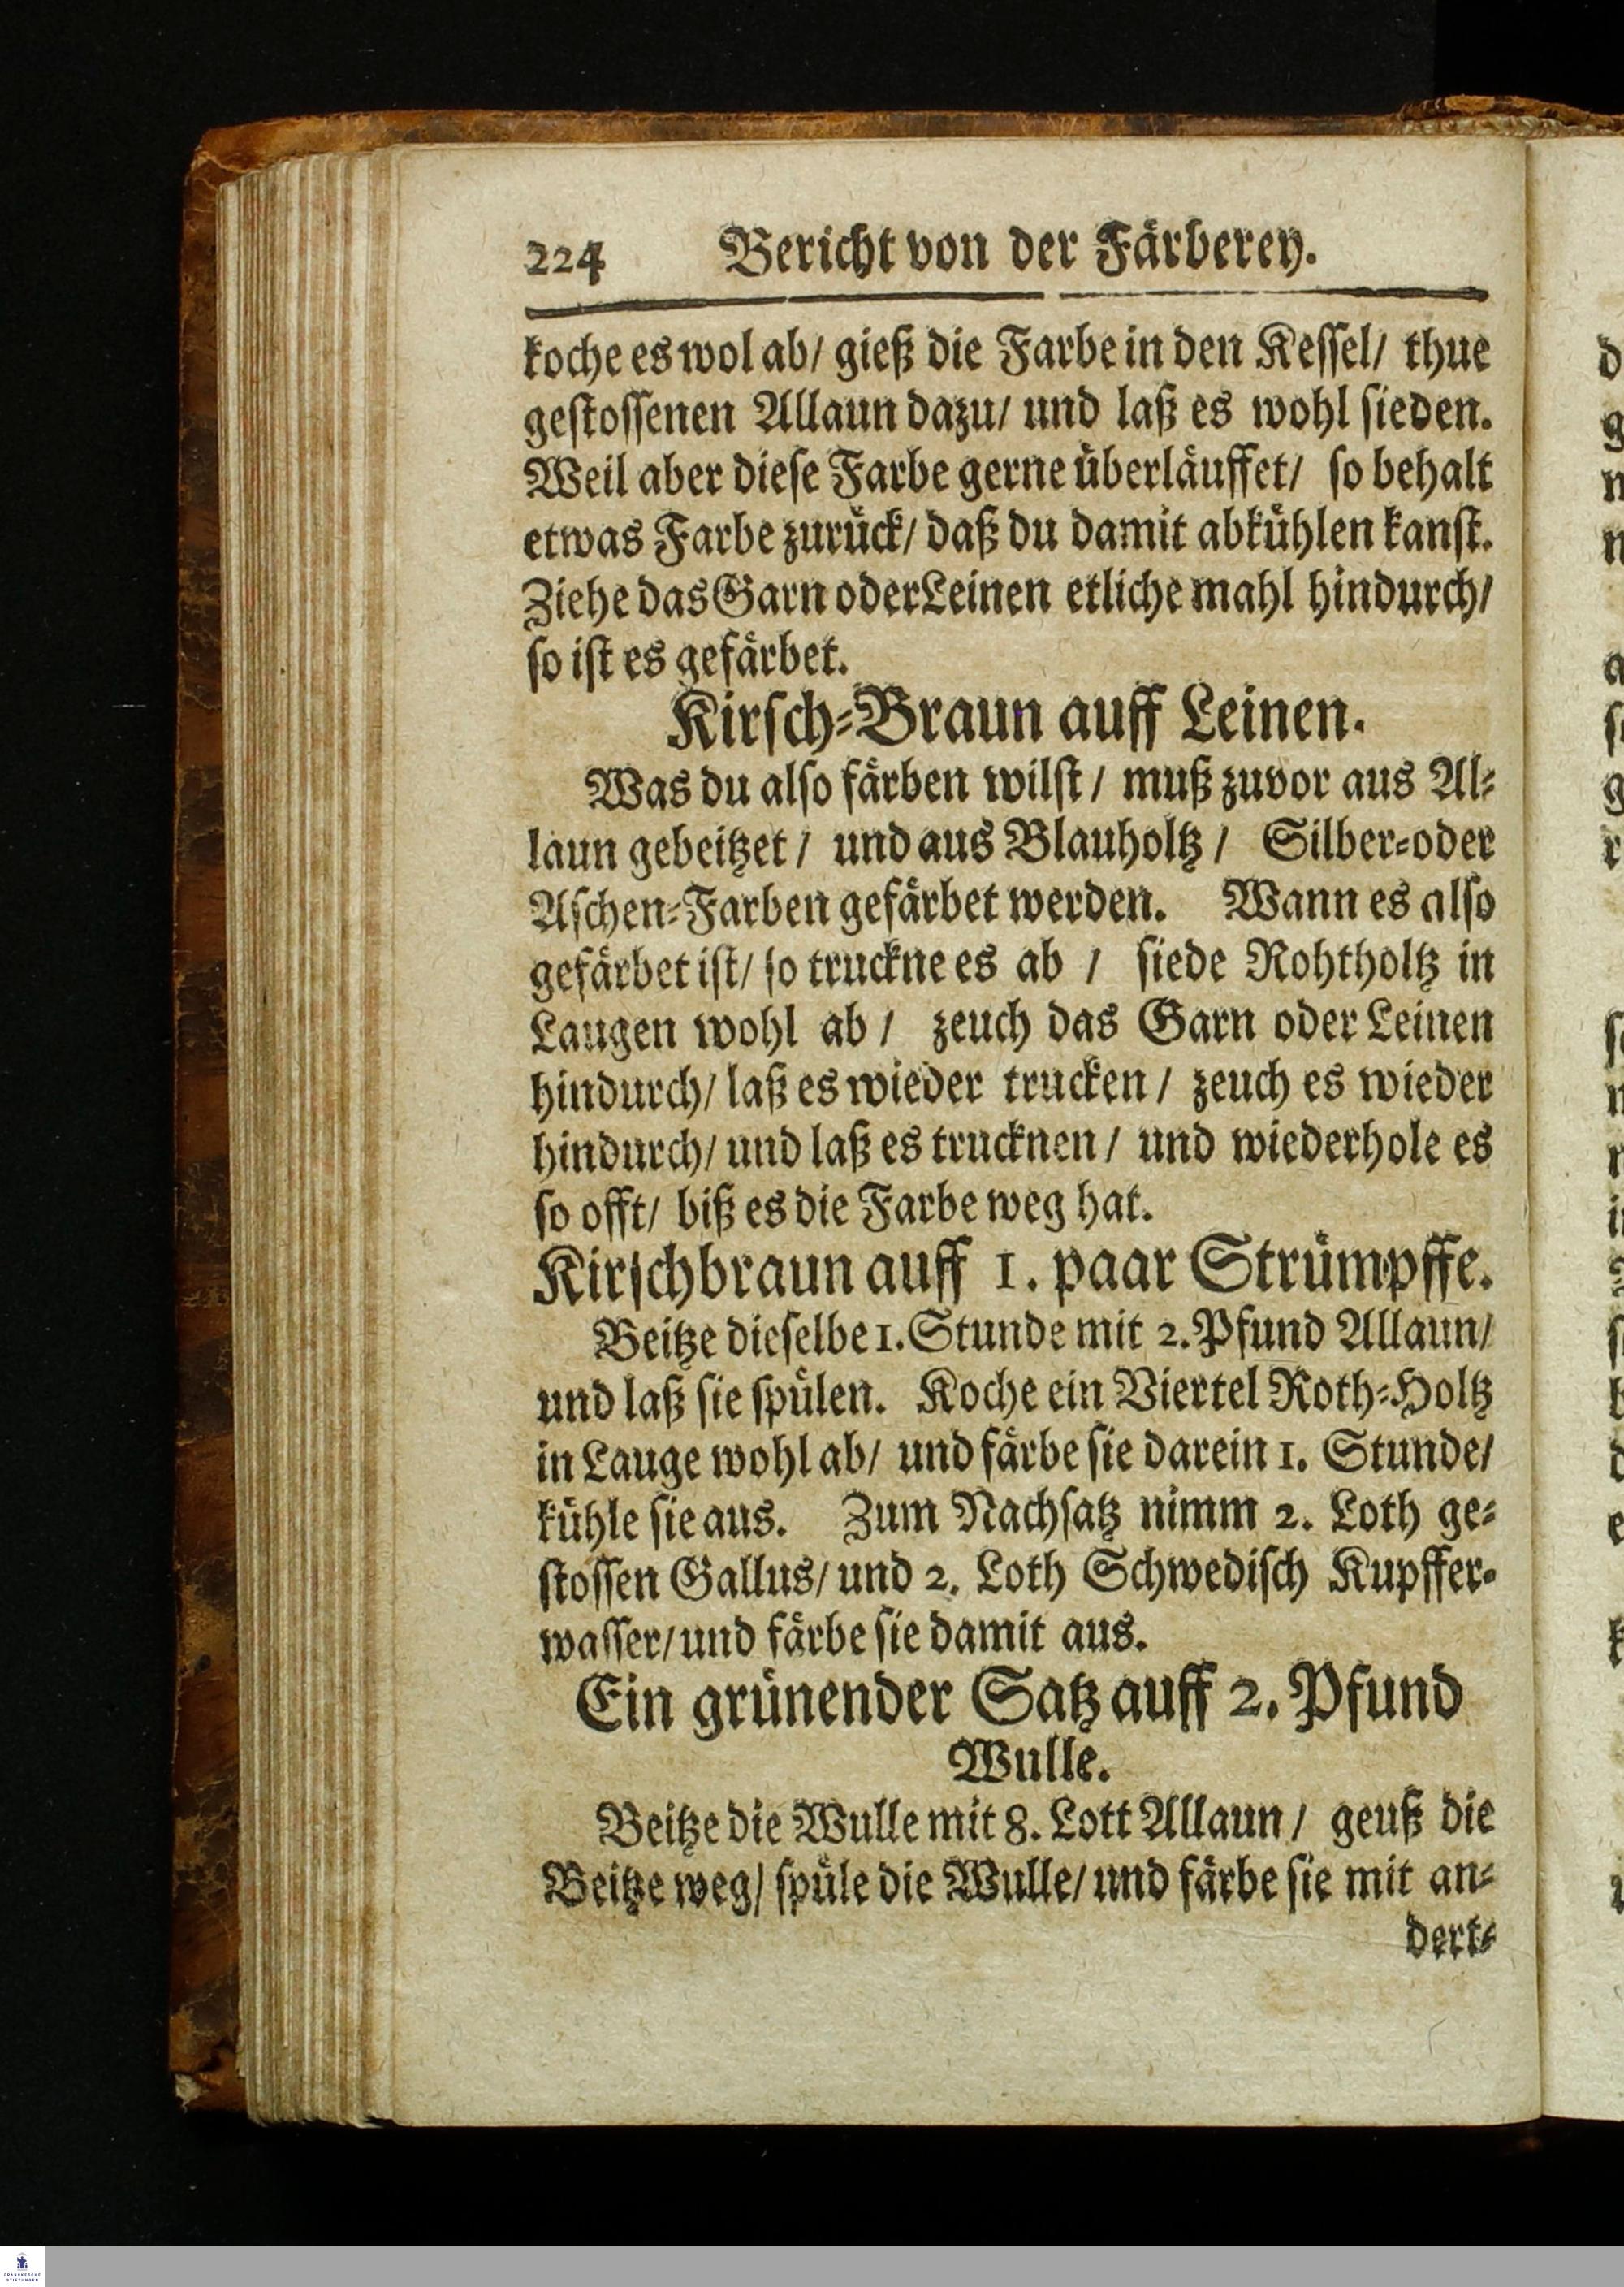 224 Bericht von der Färberey.
koche es wol ab/ gieß die Farbe in den Kessel/ thue
gestossenen Allaun dazu/ und laß es wohl sieden.
Weil aber diese Farbe gerne überläuffet/ so behalt
etwas Farbe zurück/ daß du damit abkühlen kanst.
Ziehe das Garn oder Leinen etliche mahl hindurch/
so ist es gefärbet.
Kirsch-Braun auff Leinen.
Was du also färben wilst / muß zuvor aus Al-
laun gebeitzet / und aus Blauholtz / Silber-oder
Aschen-Farben gefärbet werden. Wann es also
gefärbet ist/ so truckne es ab / siede Rohtholtz in
Laugen wohl ab / zeuch das Garn oder Leinen
hindurch/ laß es wieder trucken / zeuch es wieder
hindurch/ und laß es trucknen / und wiederhole es
so offt/ biß es die Farbe weg hat.
Kirschbraun auff 1. paar Strümpffe.
Beitze dieselbe 1. Stunde mit 2. Pfund Allaun/
und laß sie spülen. Koche ein Viertel Roth-Holtz
in Lauge wohl ab/ und färbe sie darein 1. Stunde/
kühle sie aus. Zum Nachsatz nimm 2. Loth ge-
stossen Gallus/ und 2. Loth Schwedisch Kupffer-
wasser/ und färbe sie damit aus.
Ein grünender Satz auff 2. Pfund
Wulle.
Beitze die Wulle mit 8. Lott Allaun / geuß die
Beitze weg/ spüle die Wulle/ und färbe sie mit an-
dert-
FRANCKESCHE
STIFTUNGEN